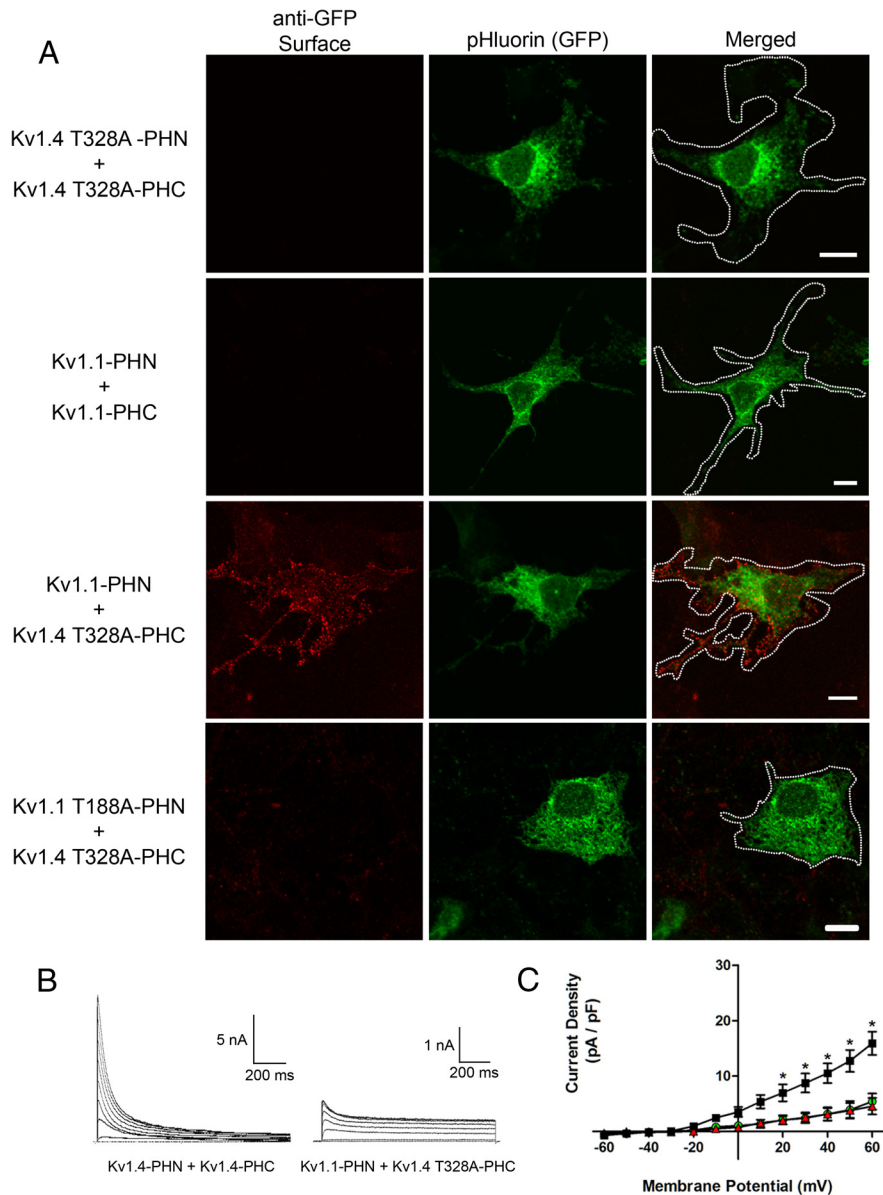 A
anti-GFP
Surface
pHluorin (GFP)
Merged
Kv1.4 T328A -PHN
+
Kv1.4 T328A-PHC
Kv1.1-PHN
+
Kv1.1-PHC
Kv1.1-PHN
+
Kv1.4 T328A-PHC
Kv1.1 T188A-PHN
+
Kv1.4 T328A-PHC
B
5 nA
200 ms
1 nA
200 ms
Kv1.4-PHN + Kv1.4-PHC
Kv1.1-PHN + Kv1.4 T328A-PHC
C
Current Density
(pA / pF)
30
20
10
* * * * *
-60 -40 -20 20 40 60
Membrane Potential (mV)